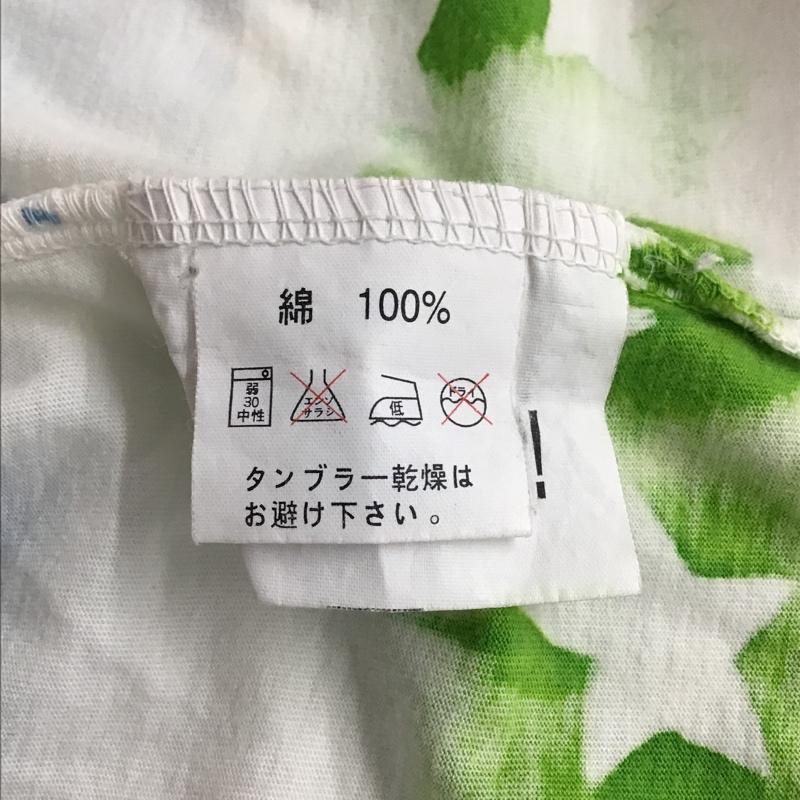 綿 100%
弱
30
中性
エンソ
サラシ
低
ドライ
タンブラー乾燥は
お避け下さい。
!